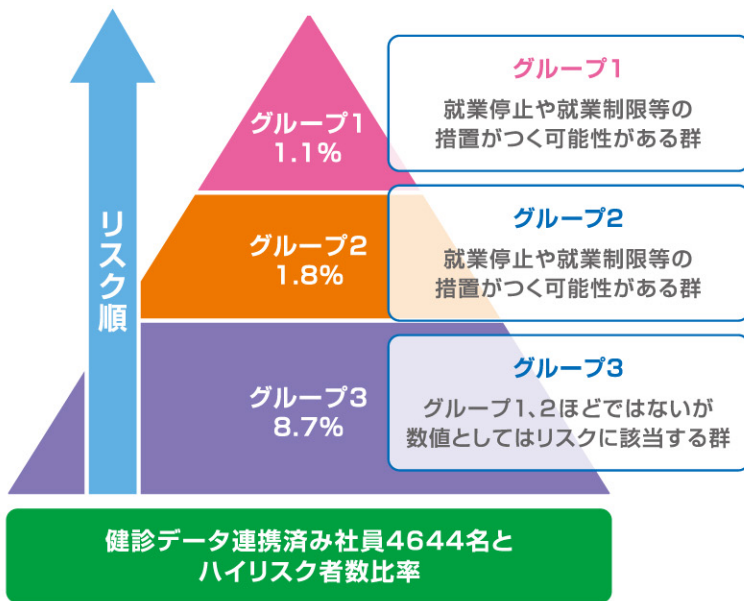 リスク順
グループ1
1.1%
グループ1
就業停止や就業制限等の
措置がつく可能性がある群
グループ2
1.8%
グループ2
就業停止や就業制限等の
措置がつく可能性がある群
グループ3
8.7%
グループ3
グループ1、2ほどではないが
数値としてはリスクに該当する群
健診データ連携済み社員4644名と
ハイリスク者数比率